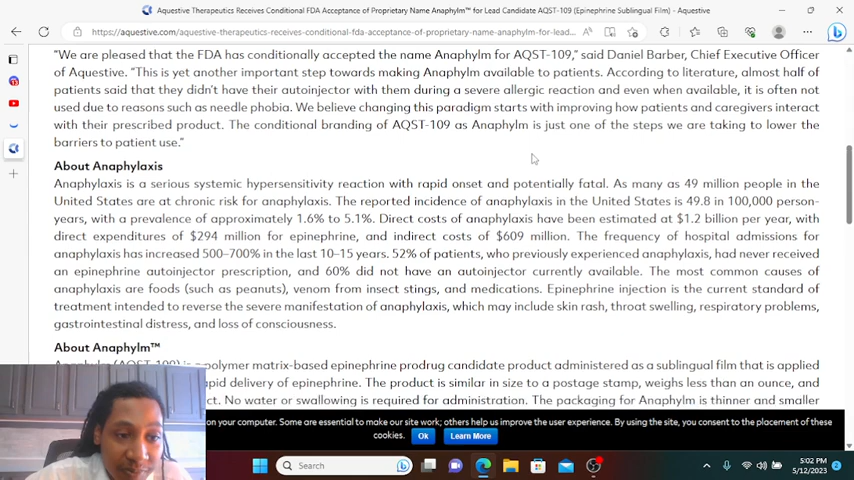 Aquestive Therapeutics Receives Conditional FDA Acceptance of Proprietary Name Anaphylm™ for Lead Candidate AQST-109 (Epinephrine Sublingual Film) - Aquestive
https://aquestive.com/aquestive-therapeutics-receives-conditional-fda-acceptance-of-proprietary-name-anaphylm-for-lead...
"We are pleased that the FDA has conditionally accepted the name Anaphylm for AQST-109," said Daniel Barber, Chief Executive Officer
of Aquestive. "This is yet another important step towards making Anaphylm available to patients. According to literature, almost half of
patients said that they didn't have their autoinjector with them during a severe allergic reaction and even when available, it is often not
used due to reasons such as needle phobia. We believe changing this paradigm starts with improving how patients and caregivers interact
with their prescribed product. The conditional branding of AQST-109 as Anaphylm is just one of the steps we are taking to lower the
barriers to patient use."
About Anaphylaxis
Anaphylaxis is a serious systemic hypersensitivity reaction with rapid onset and potentially fatal. As many as 49 million people in the
United States are at chronic risk for anaphylaxis. The reported incidence of anaphylaxis in the United States is 49.8 in 100,000 person-
years, with a prevalence of approximately 1.6% to 5.1%. Direct costs of anaphylaxis have been estimated at $1.2 billion per year, with
direct expenditures of $294 million for epinephrine, and indirect costs of $609 million. The frequency of hospital admissions for
anaphylaxis has increased 500–700% in the last 10–15 years. 52% of patients, who previously experienced anaphylaxis, had never received
an epinephrine autoinjector prescription, and 60% did not have an autoinjector currently available. The most common causes of
anaphylaxis are foods (such as peanuts), venom from insect stings, and medications. Epinephrine injection is the current standard of
treatment intended to reverse the severe manifestation of anaphylaxis, which may include skin rash, throat swelling, respiratory problems,
gastrointestinal distress, and loss of consciousness.
About Anaphylm™
Anaphylm (AQST-109) is a polymer matrix-based epinephrine prodrug candidate product administered as a sublingual film that is applied
rapid delivery of epinephrine. The product is similar in size to a postage stamp, weighs less than an ounce, and
No water or swallowing is required for administration. The packaging for Anaphylm is thinner and smaller
on your computer. Some are essential to make our site work; others help us improve the user experience. By using the site, you consent to the placement of these
cookies.
Ok
Learn More
Search
5:02 PM
5/12/2023